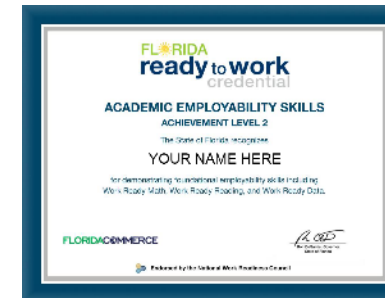 FLORIDA
ready to work
credential
ACADEMIC EMPLOYABILITY SKILLS
ACHIEVEMENT LEVEL 2
The State of Florida recognizes
YOUR NAME HERE
for demonstrating foundational employability skills including
Work Ready Math, Work Ready Reading, and Work Ready Data.
FLORIDACOMMERCE
Endorsed by the National Work Readiness Council